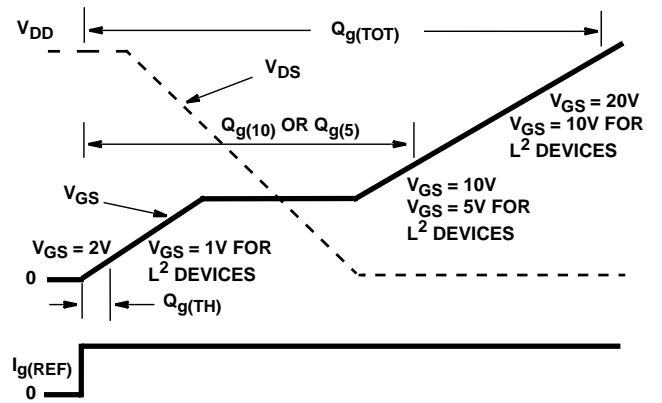 V_DD
Q_g(TOT)
V_DS
V_GS = 20V
V_GS = 10V FOR
L² DEVICES
Q_g(10) OR Q_g(5)
V_GS = 10V
V_GS = 5V FOR
L² DEVICES
V_GS
V_GS = 2V
V_GS = 1V FOR
L² DEVICES
0
Q_g(TH)
I_g(REF)
0